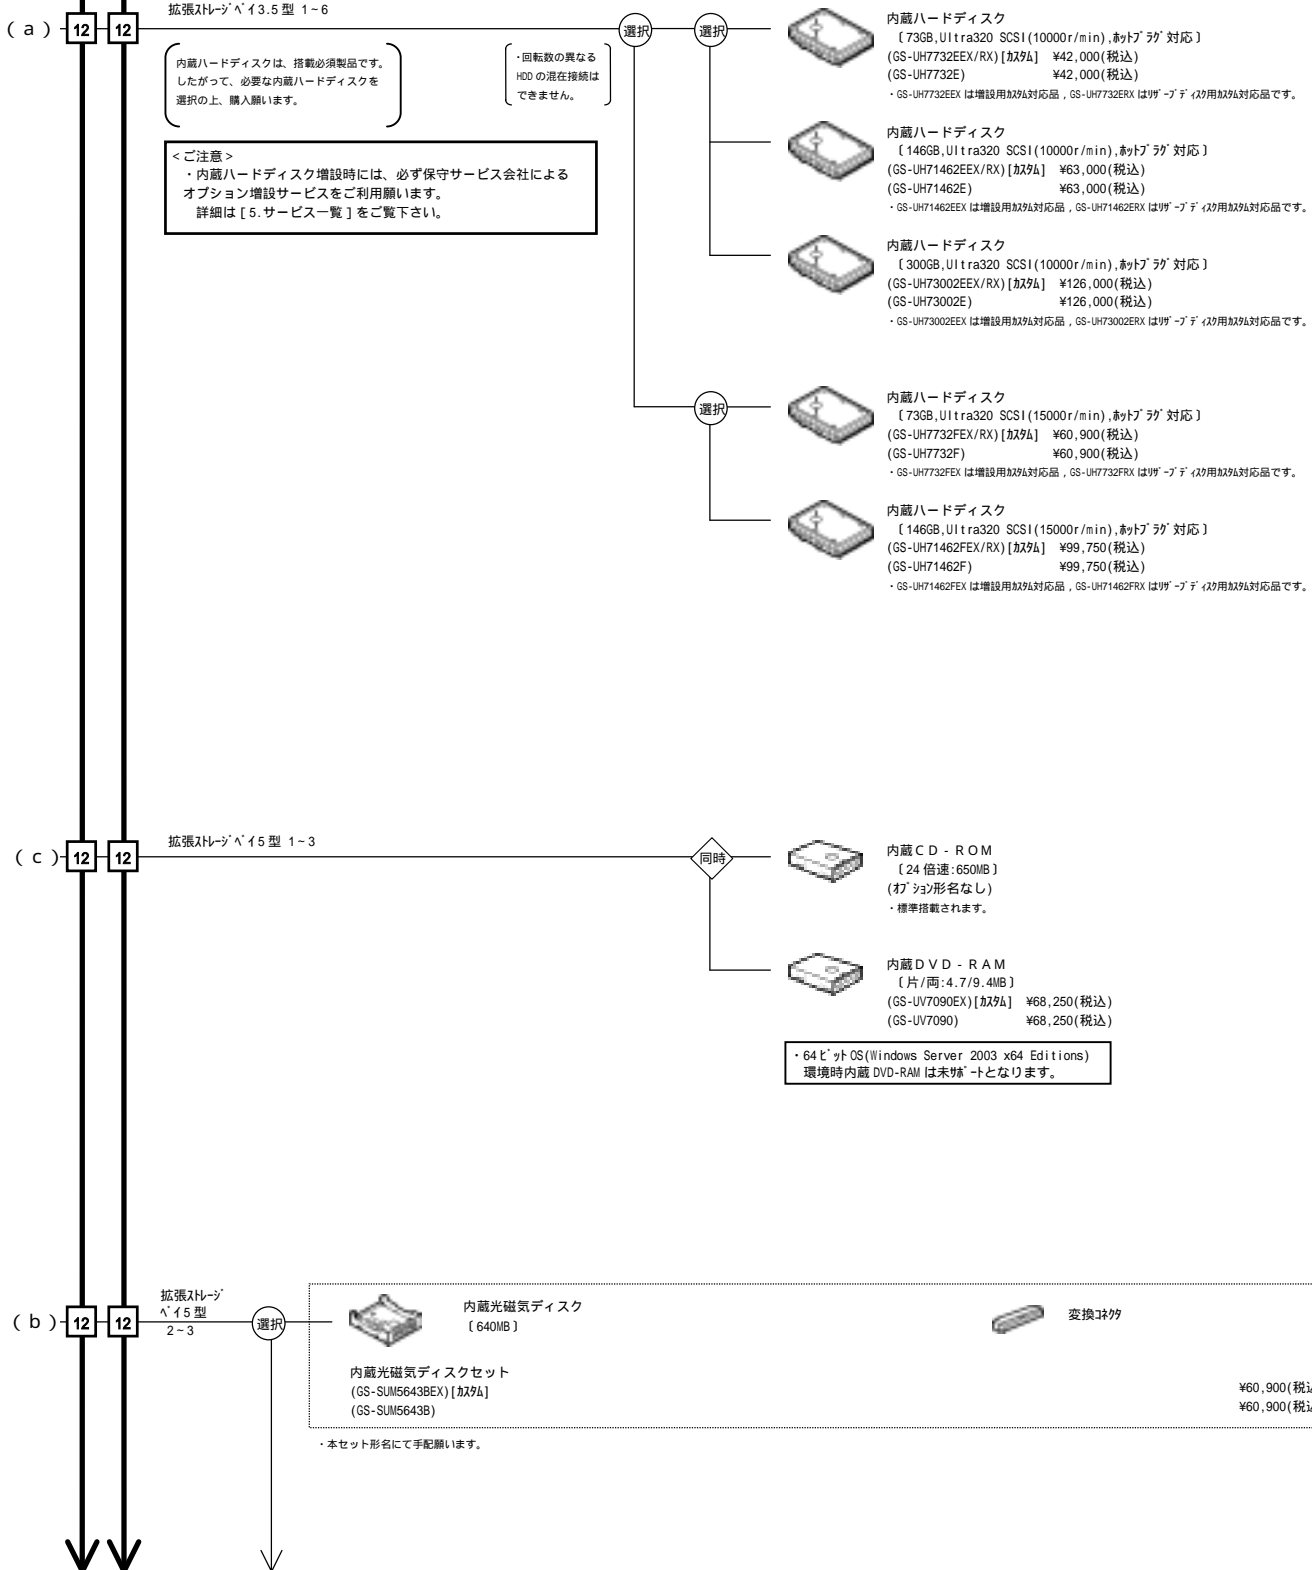 拡張ｽﾄﾚｰｼﾞﾍﾞｲ3.5型 1~6
(a) 12 12
選択 選択
内蔵ハードディスクは、搭載必須製品です。
したがって、必要な内蔵ハードディスクを
選択の上、購入願います。
・回転数の異なる
HDDの混在接続は
できません。
<ご注意>
・内蔵ハードディスク増設時には、必ず保守サービス会社による
オプション増設サービスをご利用願います。
詳細は[5.サービス一覧]をご覧下さい。
内蔵ハードディスク
〔73GB,Ultra320 SCSI(10000r/min),ﾎｯﾄﾌﾟﾗｸﾞ対応〕
(GS-UH7732EEX/RX)[ｶｽﾀﾑ] ¥42,000(税込)
(GS-UH7732E) ¥42,000(税込)
・GS-UH7732EEXは増設用ｶｽﾀﾑ対応品，GS-UH7732ERXはﾘｻﾞｰﾌﾞﾃﾞｨｽｸ用ｶｽﾀﾑ対応品です。
内蔵ハードディスク
〔146GB,Ultra320 SCSI(10000r/min),ﾎｯﾄﾌﾟﾗｸﾞ対応〕
(GS-UH71462EEX/RX)[ｶｽﾀﾑ] ¥63,000(税込)
(GS-UH71462E) ¥63,000(税込)
・GS-UH71462EEXは増設用ｶｽﾀﾑ対応品，GS-UH71462ERXはﾘｻﾞｰﾌﾞﾃﾞｨｽｸ用ｶｽﾀﾑ対応品です。
内蔵ハードディスク
〔300GB,Ultra320 SCSI(10000r/min),ﾎｯﾄﾌﾟﾗｸﾞ対応〕
(GS-UH73002EEX/RX)[ｶｽﾀﾑ] ¥126,000(税込)
(GS-UH73002E) ¥126,000(税込)
・GS-UH73002EEXは増設用ｶｽﾀﾑ対応品，GS-UH73002ERXはﾘｻﾞｰﾌﾞﾃﾞｨｽｸ用ｶｽﾀﾑ対応品です。
選択
内蔵ハードディスク
〔73GB,Ultra320 SCSI(15000r/min),ﾎｯﾄﾌﾟﾗｸﾞ対応〕
(GS-UH7732FEX/RX)[ｶｽﾀﾑ] ¥60,900(税込)
(GS-UH7732F) ¥60,900(税込)
・GS-UH7732FEXは増設用ｶｽﾀﾑ対応品，GS-UH7732FRXはﾘｻﾞｰﾌﾞﾃﾞｨｽｸ用ｶｽﾀﾑ対応品です。
内蔵ハードディスク
〔146GB,Ultra320 SCSI(15000r/min),ﾎｯﾄﾌﾟﾗｸﾞ対応〕
(GS-UH71462FEX/RX)[ｶｽﾀﾑ] ¥99,750(税込)
(GS-UH71462F) ¥99,750(税込)
・GS-UH71462FEXは増設用ｶｽﾀﾑ対応品，GS-UH71462FRXはﾘｻﾞｰﾌﾞﾃﾞｨｽｸ用ｶｽﾀﾑ対応品です。
拡張ｽﾄﾚｰｼﾞﾍﾞｲ5型 1~3
(c) 12 12
同時
内蔵ＣＤ-ＲＯＭ
〔24倍速:650MB〕
(ｵﾌﾟｼｮﾝ形名なし)
・標準搭載されます。
内蔵ＤＶＤ-ＲＡＭ
〔片/両:4.7/9.4MB〕
(GS-UV7090EX)[ｶｽﾀﾑ] ¥68,250(税込)
(GS-UV7090) ¥68,250(税込)
・64ﾋﾞｯﾄOS(Windows Server 2003 x64 Editions)
環境時内蔵DVD-RAMは未ｻﾎﾟｰﾄとなります。
拡張ｽﾄﾚｰｼﾞ
ﾍﾞｲ5型
2~3
(b) 12 12
選択
内蔵光磁気ディスク
〔640MB〕
変換ｺﾈｸﾀ
内蔵光磁気ディスクセット
(GS-SUM5643BEX)[ｶｽﾀﾑ] ¥60,900(税込
(GS-SUM5643B) ¥60,900(税込
・本セット形名にて手配願います。